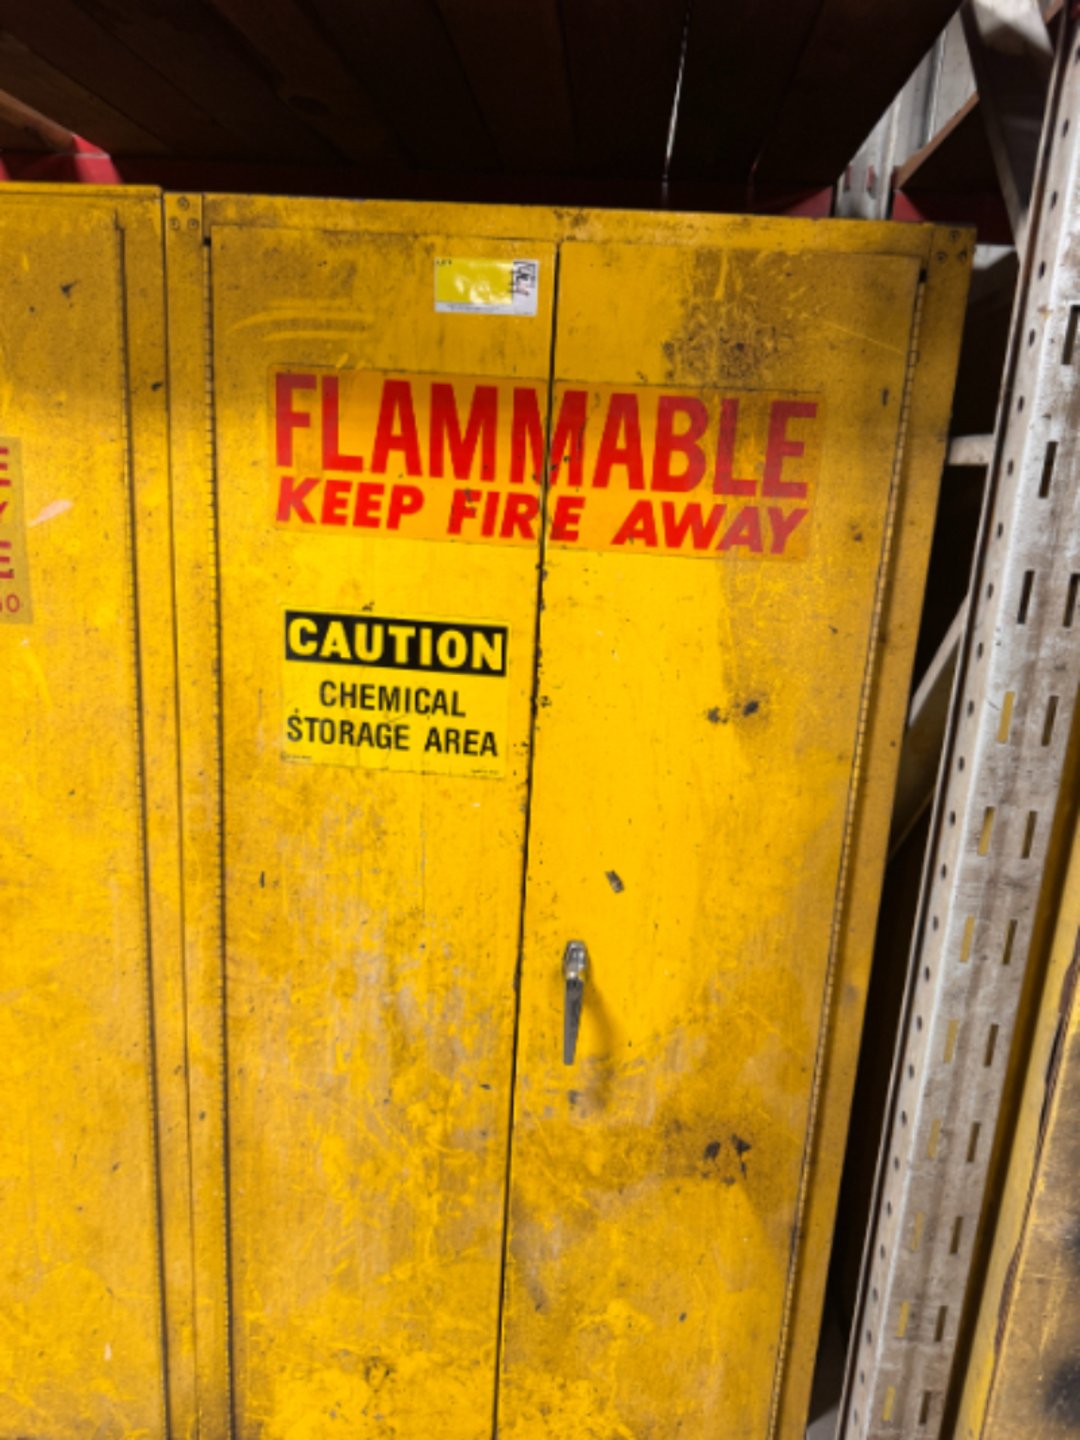 FLAMMABLE
KEEP FIRE AWAY
CAUTION
CHEMICAL
STORAGE AREA